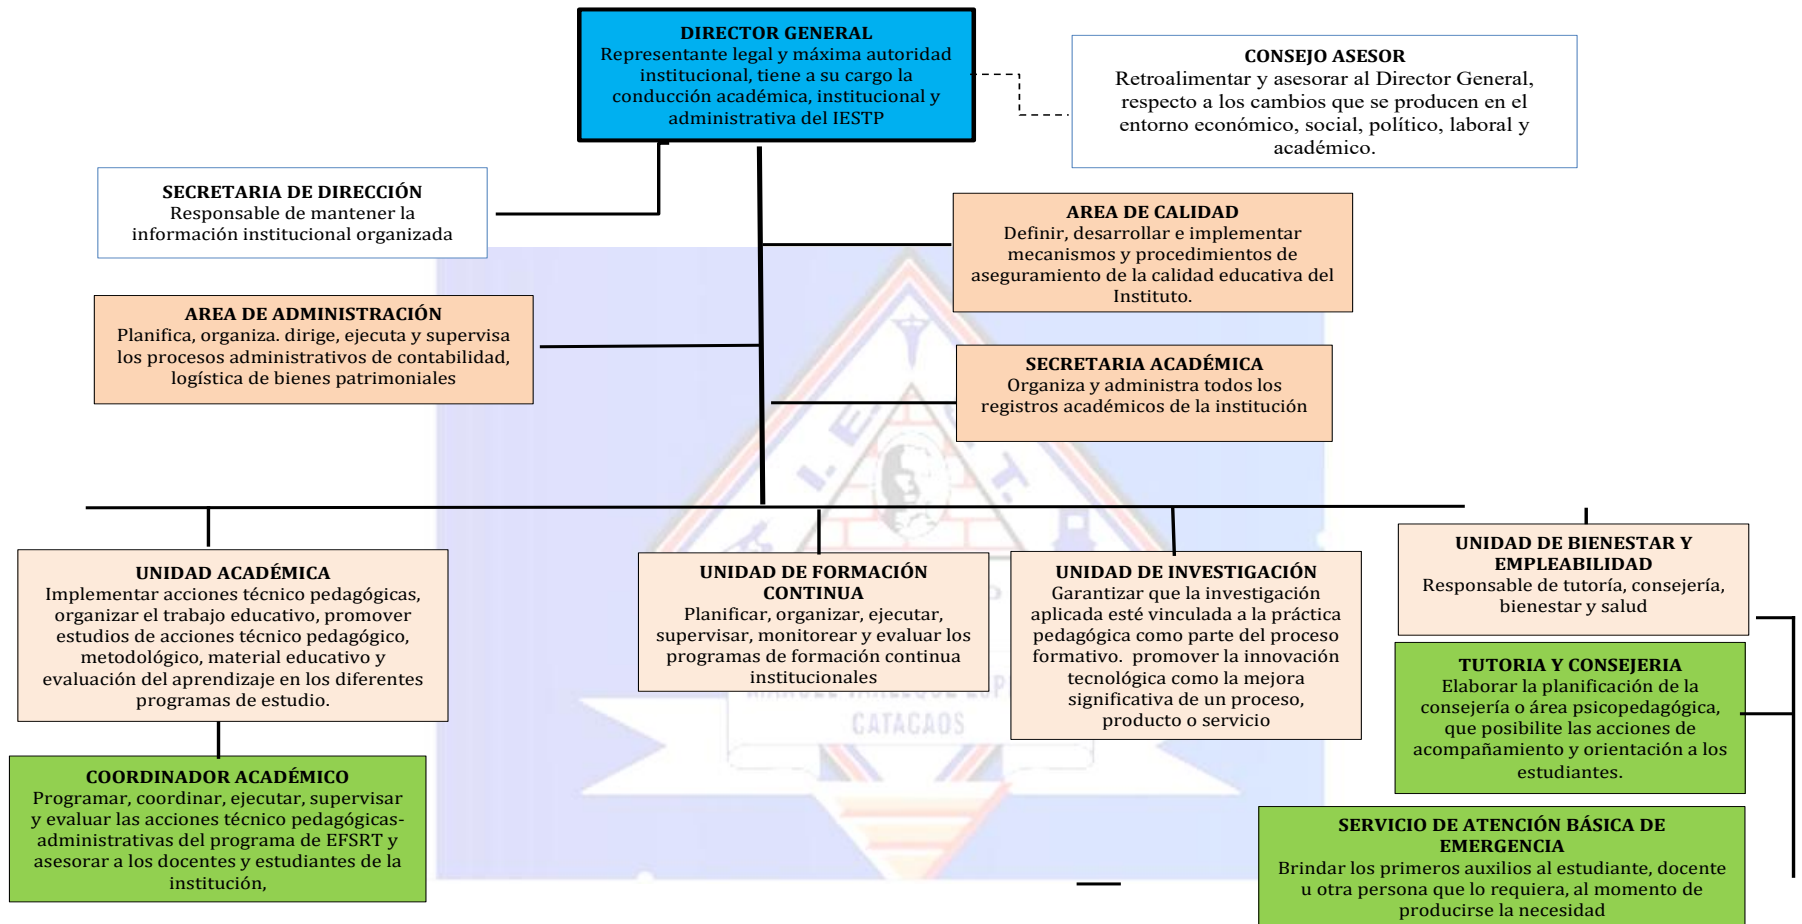 DIRECTOR GENERAL
Representante legal y máxima autoridad
institucional, tiene a su cargo la
conducción académica, institucional y
administrativa del IESTP
CONSEJO ASESOR
Retroalimentar y asesorar al Director General,
respecto a los cambios que se producen en el
entorno económico, social, político, laboral y
académico.
SECRETARIA DE DIRECCIÓN
Responsable de mantener la
información institucional organizada
AREA DE CALIDAD
Definir, desarrollar e implementar
mecanismos y procedimientos de
aseguramiento de la calidad educativa del
Instituto.
AREA DE ADMINISTRACIÓN
Planifica, organiza. dirige, ejecuta y supervisa
los procesos administrativos de contabilidad,
logística de bienes patrimoniales
SECRETARIA ACADÉMICA
Organiza y administra todos los
registros académicos de la institución
I. E. S. T.
UNIDAD ACADÉMICA
Implementar acciones técnico pedagógicas,
organizar el trabajo educativo, promover
estudios de acciones técnico pedagógico,
metodológico, material educativo y
evaluación del aprendizaje en los diferentes
programas de estudio.
UNIDAD DE FORMACIÓN
CONTINUA
Planificar, organizar, ejecutar,
supervisar, monitorear y evaluar los
programas de formación continua
institucionales
UNIDAD DE INVESTIGACIÓN
Garantizar que la investigación
aplicada esté vinculada a la práctica
pedagógica como parte del proceso
formativo. promover la innovación
tecnológica como la mejora
significativa de un proceso,
producto o servicio
UNIDAD DE BIENESTAR Y
EMPLEABILIDAD
Responsable de tutoría, consejería,
bienestar y salud
TUTORIA Y CONSEJERIA
Elaborar la planificación de la
consejería o área psicopedagógica,
que posibilite las acciones de
acompañamiento y orientación a los
estudiantes.
CATACAOS
COORDINADOR ACADÉMICO
Programar, coordinar, ejecutar, supervisar
y evaluar las acciones técnico pedagógicas-
administrativas del programa de EFSRT y
asesorar a los docentes y estudiantes de la
institución,
SERVICIO DE ATENCIÓN BÁSICA DE
EMERGENCIA
Brindar los primeros auxilios al estudiante, docente
u otra persona que lo requiera, al momento de
producirse la necesidad